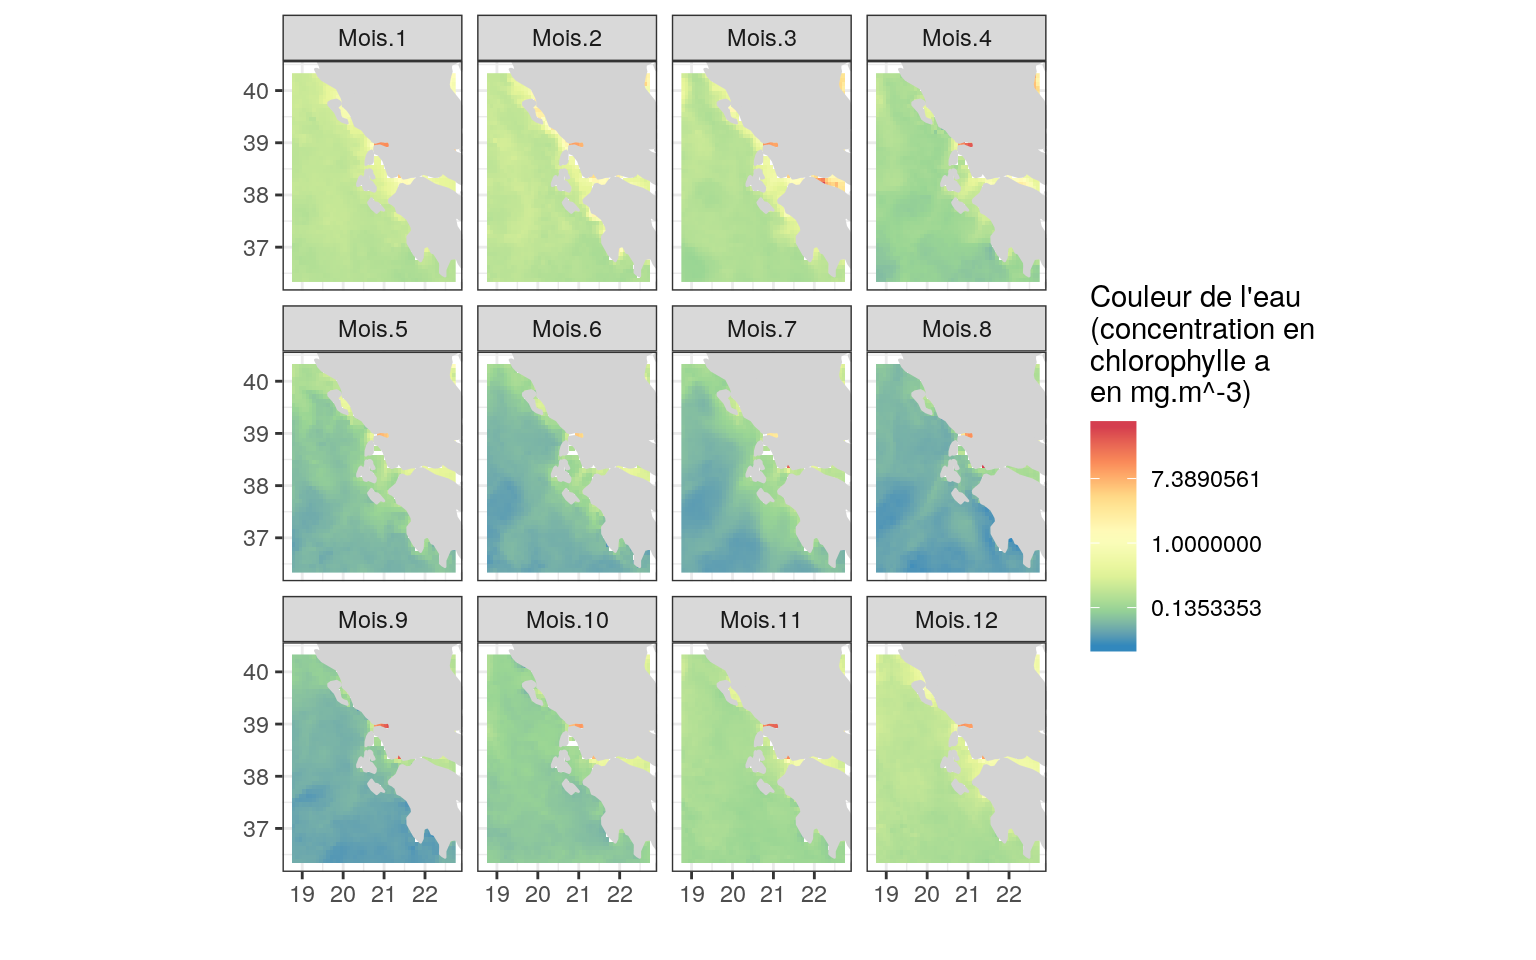 Mois.1 Mois.2 Mois.3 Mois.4
40
39
38
37
Mois.5 Mois.6 Mois.7 Mois.8
40
39
38
37
Mois.9 Mois.10 Mois.11 Mois.12
40
39
38
37
19 20 21 22 19 20 21 22 19 20 21 22 19 20 21 22
Couleur de l'eau
(concentration en
chlorophylle a
en mg.m^-3)
7.3890561
1.0000000
0.1353353